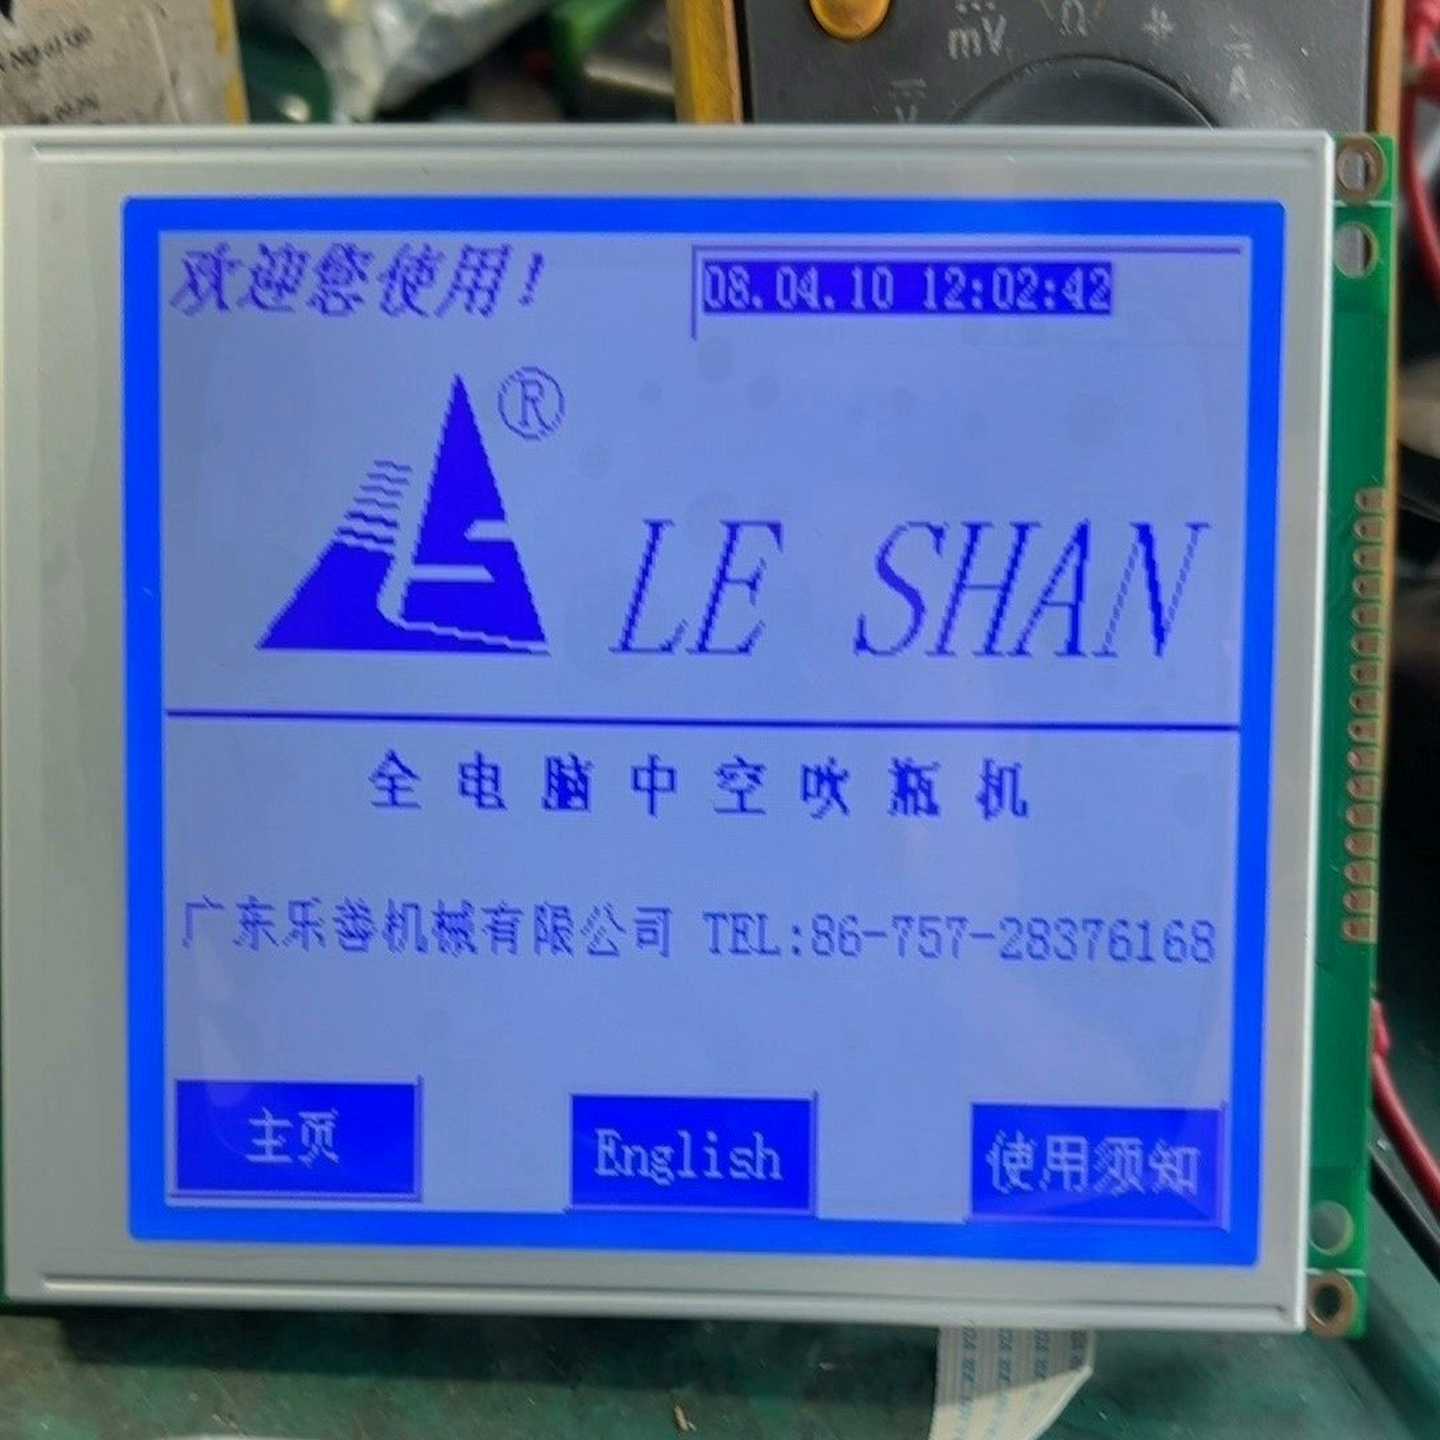 mV Ω
A
V
欢迎您使用!
08.04.10 12:02:42
®
LE SHAN
全电脑中空吹瓶机
广东乐善机械有限公司 TEL:86-757-28376168
主页
English
使用须知